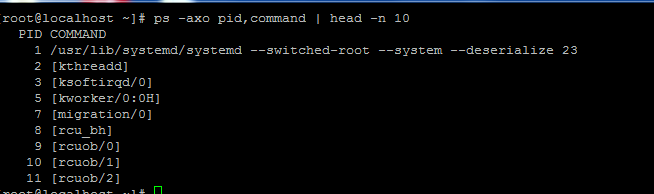 [root@localhost ~]# ps -axo pid,command | head -n 10
  PID COMMAND
    1 /usr/lib/systemd/systemd --switched-root --system --deserialize 23
    2 [kthreadd]
    3 [ksoftirqd/0]
    5 [kworker/0:0H]
    7 [migration/0]
    8 [rcu_bh]
    9 [rcuob/0]
   10 [rcuob/1]
   11 [rcuob/2]
[root@localhost ~]#